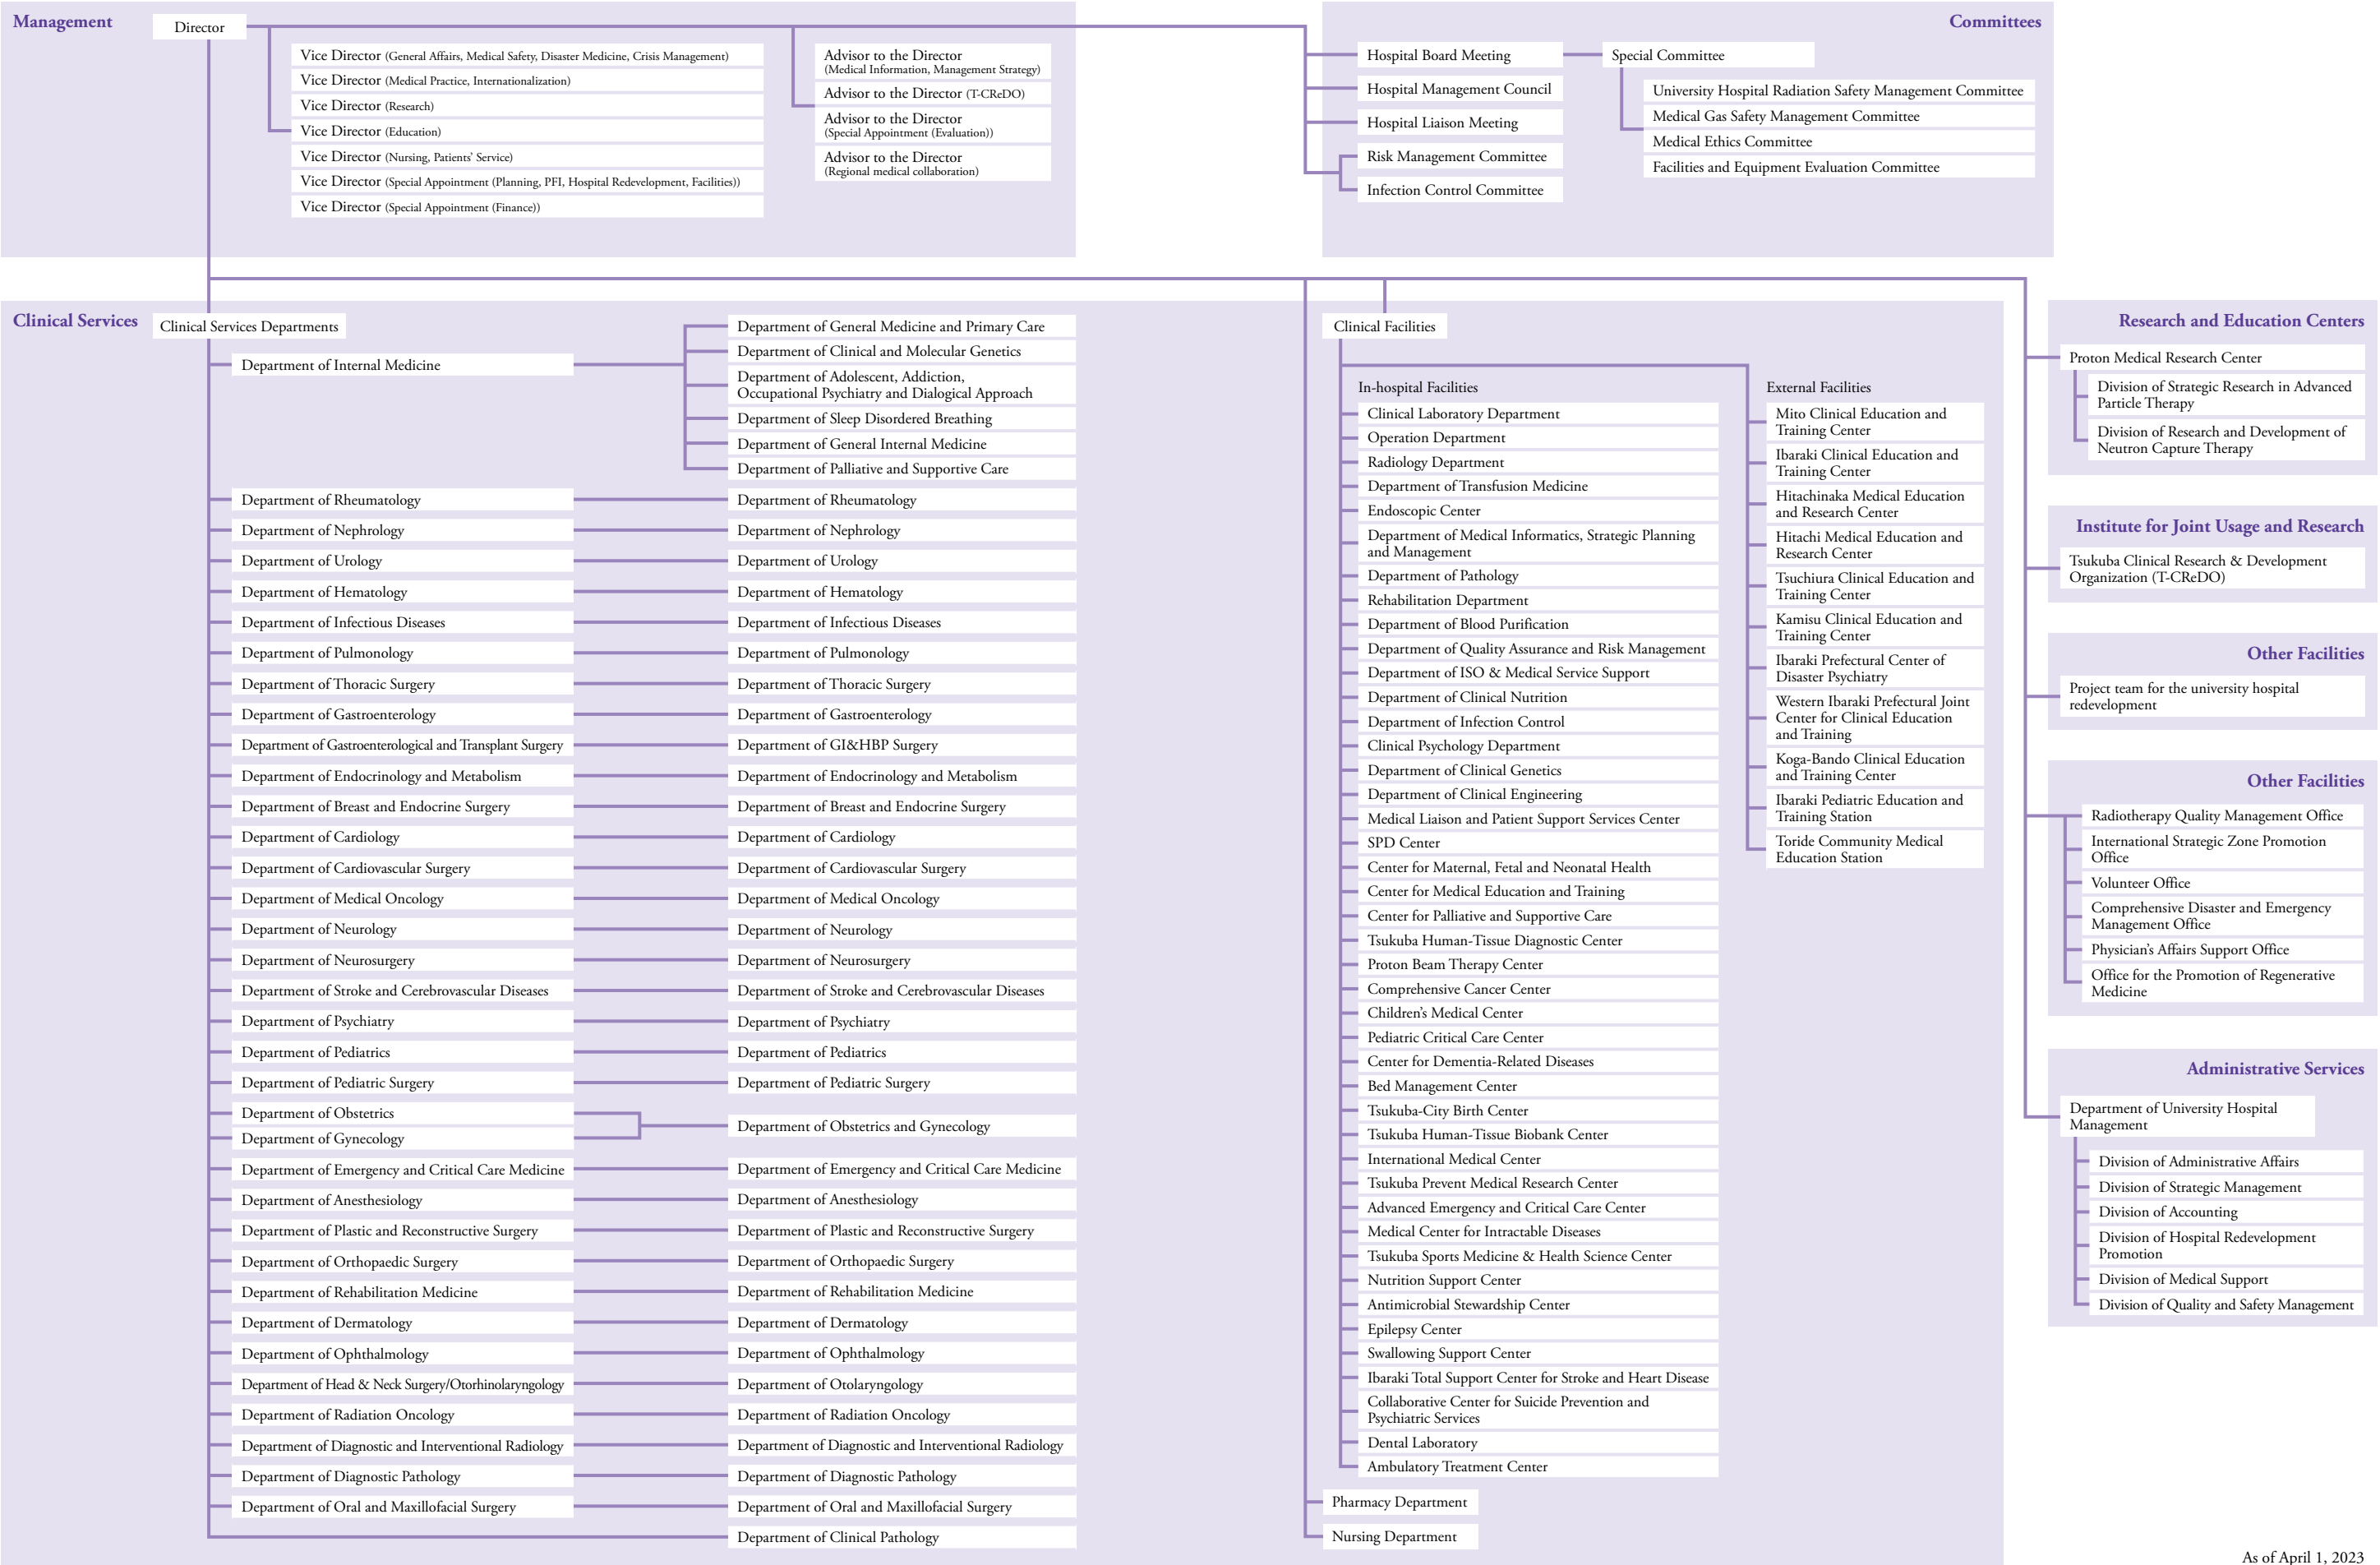 Management
Director
Vice Director (General Affairs, Medical Safety, Disaster Medicine, Crisis Management)
Vice Director (Medical Practice, Internationalization)
Vice Director (Research)
Vice Director (Education)
Vice Director (Nursing, Patients’ Service)
Vice Director (Special Appointment (Planning, PFI, Hospital Redevelopment, Facilities))
Vice Director (Special Appointment (Finance))
Advisor to the Director
(Medical Information, Management Strategy)
Advisor to the Director (T-CReDO)
Advisor to the Director
(Special Appointment (Evaluation))
Advisor to the Director
(Regional medical collaboration)
Committees
Hospital Board Meeting
Hospital Management Council
Hospital Liaison Meeting
Risk Management Committee
Infection Control Committee
Special Committee
University Hospital Radiation Safety Management Committee
Medical Gas Safety Management Committee
Medical Ethics Committee
Facilities and Equipment Evaluation Committee
Clinical Services
Clinical Services Departments
Department of Internal Medicine
Department of General Medicine and Primary Care
Department of Clinical and Molecular Genetics
Department of Adolescent, Addiction,
Occupational Psychiatry and Dialogical Approach
Department of Sleep Disordered Breathing
Department of General Internal Medicine
Department of Palliative and Supportive Care
Department of Rheumatology
Department of Rheumatology
Department of Nephrology
Department of Nephrology
Department of Urology
Department of Urology
Department of Hematology
Department of Hematology
Department of Infectious Diseases
Department of Infectious Diseases
Department of Pulmonology
Department of Pulmonology
Department of Thoracic Surgery
Department of Thoracic Surgery
Department of Gastroenterology
Department of Gastroenterology
Department of Gastroenterological and Transplant Surgery
Department of GI&HBP Surgery
Department of Endocrinology and Metabolism
Department of Endocrinology and Metabolism
Department of Breast and Endocrine Surgery
Department of Breast and Endocrine Surgery
Department of Cardiology
Department of Cardiology
Department of Cardiovascular Surgery
Department of Cardiovascular Surgery
Department of Medical Oncology
Department of Medical Oncology
Department of Neurology
Department of Neurology
Department of Neurosurgery
Department of Neurosurgery
Department of Stroke and Cerebrovascular Diseases
Department of Stroke and Cerebrovascular Diseases
Department of Psychiatry
Department of Psychiatry
Department of Pediatrics
Department of Pediatrics
Department of Pediatric Surgery
Department of Pediatric Surgery
Department of Obstetrics
Department of Gynecology
Department of Obstetrics and Gynecology
Department of Emergency and Critical Care Medicine
Department of Emergency and Critical Care Medicine
Department of Anesthesiology
Department of Anesthesiology
Department of Plastic and Reconstructive Surgery
Department of Plastic and Reconstructive Surgery
Department of Orthopaedic Surgery
Department of Orthopaedic Surgery
Department of Rehabilitation Medicine
Department of Rehabilitation Medicine
Department of Dermatology
Department of Dermatology
Department of Ophthalmology
Department of Ophthalmology
Department of Head & Neck Surgery/Otorhinolaryngology
Department of Otolaryngology
Department of Radiation Oncology
Department of Radiation Oncology
Department of Diagnostic and Interventional Radiology
Department of Diagnostic and Interventional Radiology
Department of Diagnostic Pathology
Department of Diagnostic Pathology
Department of Oral and Maxillofacial Surgery
Department of Oral and Maxillofacial Surgery
Department of Clinical Pathology
Clinical Facilities
In-hospital Facilities
Clinical Laboratory Department
Operation Department
Radiology Department
Department of Transfusion Medicine
Endoscopic Center
Department of Medical Informatics, Strategic Planning
and Management
Department of Pathology
Rehabilitation Department
Department of Blood Purification
Department of Quality Assurance and Risk Management
Department of ISO & Medical Service Support
Department of Clinical Nutrition
Department of Infection Control
Clinical Psychology Department
Department of Clinical Genetics
Department of Clinical Engineering
Medical Liaison and Patient Support Services Center
SPD Center
Center for Maternal, Fetal and Neonatal Health
Center for Medical Education and Training
Center for Palliative and Supportive Care
Tsukuba Human-Tissue Diagnostic Center
Proton Beam Therapy Center
Comprehensive Cancer Center
Children’s Medical Center
Pediatric Critical Care Center
Center for Dementia-Related Diseases
Bed Management Center
Tsukuba-City Birth Center
Tsukuba Human-Tissue Biobank Center
International Medical Center
Tsukuba Prevent Medical Research Center
Advanced Emergency and Critical Care Center
Medical Center for Intractable Diseases
Tsukuba Sports Medicine & Health Science Center
Nutrition Support Center
Antimicrobial Stewardship Center
Epilepsy Center
Swallowing Support Center
Ibaraki Total Support Center for Stroke and Heart Disease
Collaborative Center for Suicide Prevention and
Psychiatric Services
Dental Laboratory
Ambulatory Treatment Center
External Facilities
Mito Clinical Education and
Training Center
Ibaraki Clinical Education and
Training Center
Hitachinaka Medical Education
and Research Center
Hitachi Medical Education and
Research Center
Tsuchiura Clinical Education and
Training Center
Kamisu Clinical Education and
Training Center
Ibaraki Prefectural Center of
Disaster Psychiatry
Western Ibaraki Prefectural Joint
Center for Clinical Education
and Training
Koga-Bando Clinical Education
and Training Center
Ibaraki Pediatric Education and
Training Station
Toride Community Medical
Education Station
Pharmacy Department
Nursing Department
Research and Education Centers
Proton Medical Research Center
Division of Strategic Research in Advanced
Particle Therapy
Division of Research and Development of
Neutron Capture Therapy
Institute for Joint Usage and Research
Tsukuba Clinical Research & Development
Organization (T-CReDO)
Other Facilities
Project team for the university hospital
redevelopment
Other Facilities
Radiotherapy Quality Management Office
International Strategic Zone Promotion
Office
Volunteer Office
Comprehensive Disaster and Emergency
Management Office
Physician’s Affairs Support Office
Office for the Promotion of Regenerative
Medicine
Administrative Services
Department of University Hospital
Management
Division of Administrative Affairs
Division of Strategic Management
Division of Accounting
Division of Hospital Redevelopment
Promotion
Division of Medical Support
Division of Quality and Safety Management
As of April 1, 2023